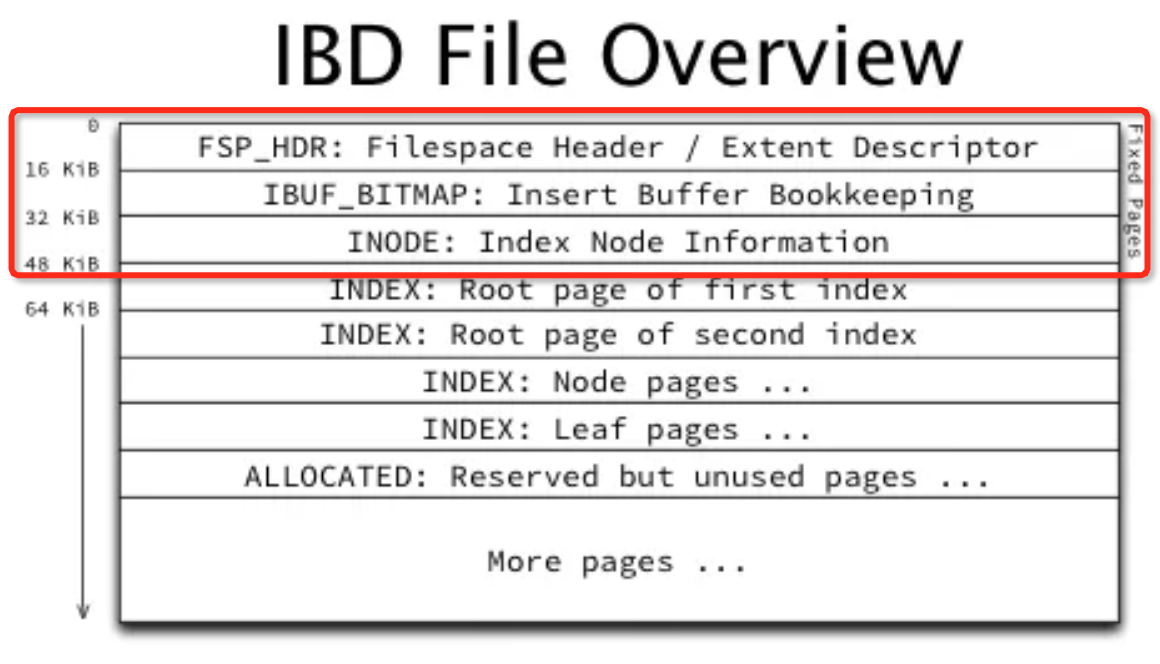 IBD File Overview
0
FSP_HDR: Filespace Header / Extent Descriptor
16 KiB
IBUF_BITMAP: Insert Buffer Bookkeeping
32 KiB
INODE: Index Node Information
48 KiB
Fixed Pages
INDEX: Root page of first index
64 KiB
INDEX: Root page of second index
INDEX: Node pages ...
INDEX: Leaf pages ...
ALLOCATED: Reserved but unused pages ...
More pages ...